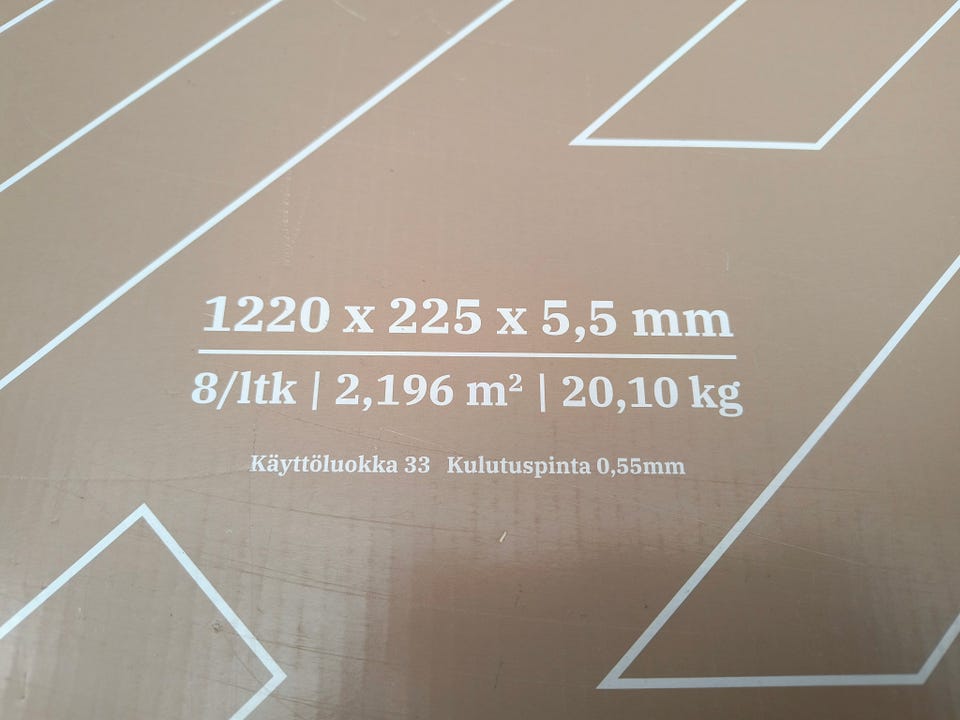 1220 x 225 x 5,5 mm
8/ltk | 2,196 m² | 20,10 kg
Käyttöluokka 33 Kulutuspinta 0,55mm